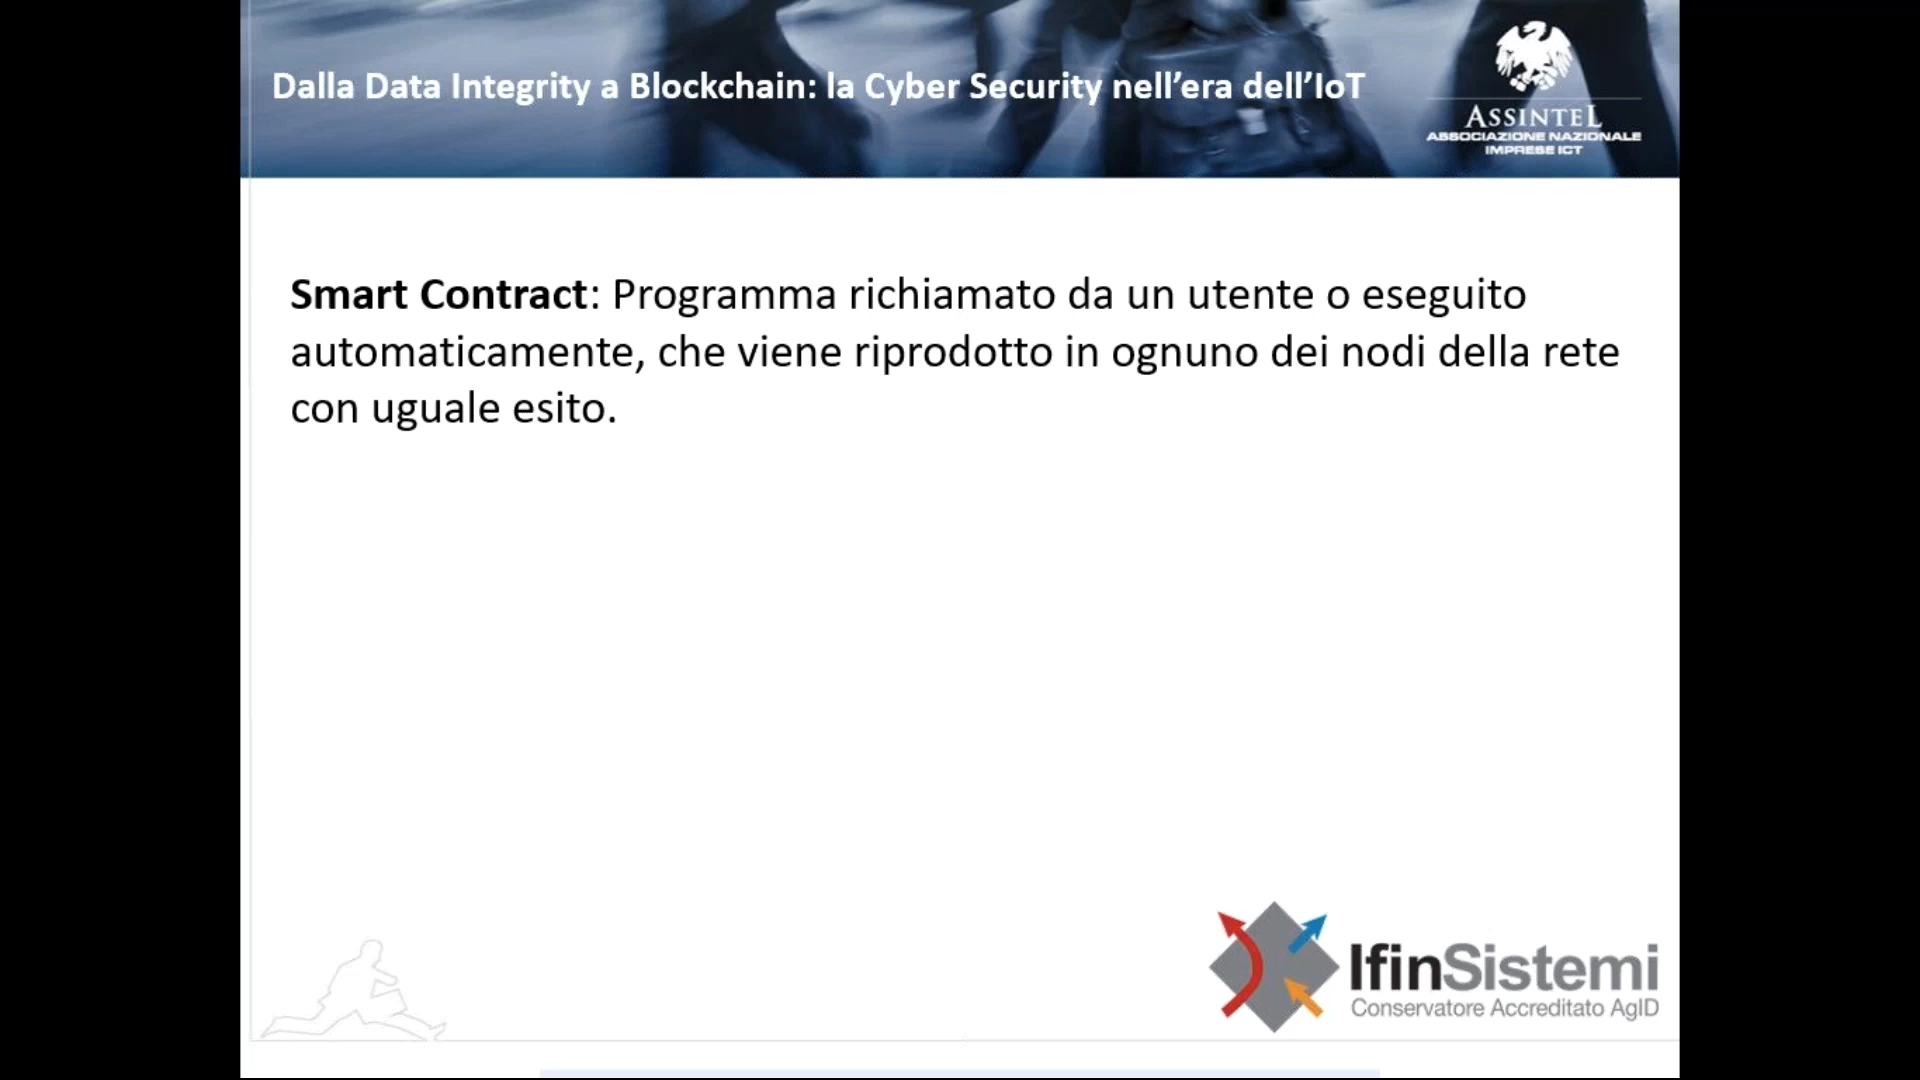 Dalla Data Integrity a Blockchain: la Cyber Security nell’era dell’IoT
ASSINTEL
ASSOCIAZIONE NAZIONALE
IMPRESE ICT
Smart Contract: Programma richiamato da un utente o eseguito
automaticamente, che viene riprodotto in ognuno dei nodi della rete
con uguale esito.
IfinSistemi
Conservatore Accreditato AgID